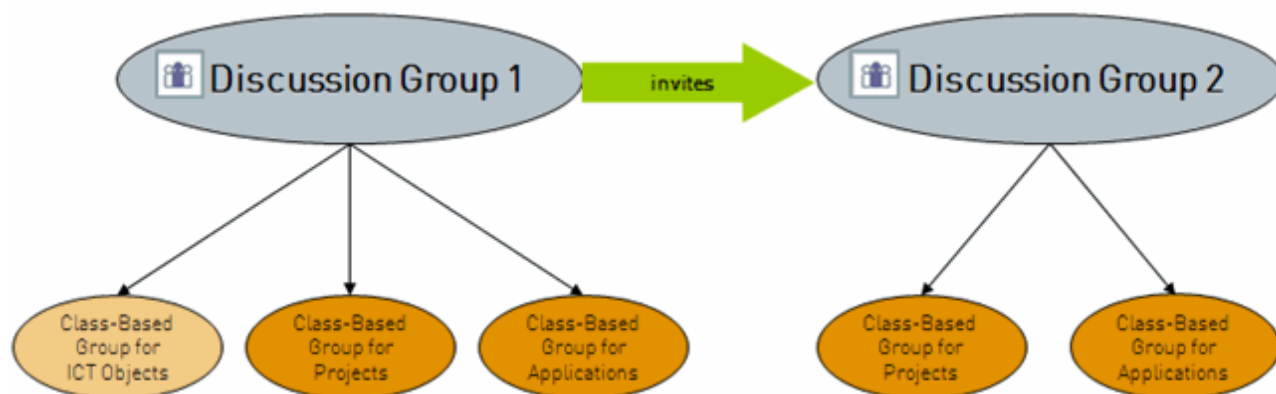 Discussion Group 1
invites
Discussion Group 2
Class-Based
Group for
ICT Objects
Class-Based
Group for
Projects
Class-Based
Group for
Applications
Class-Based
Group for
Projects
Class-Based
Group for
Applications